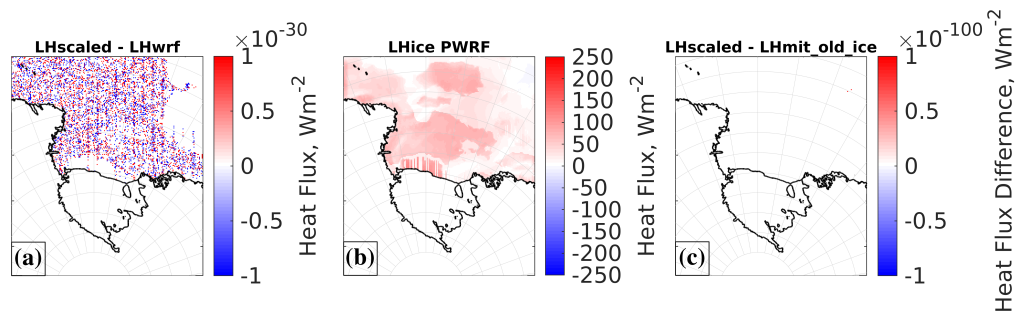 LHscaled - LHwrf
×10^-30
1
0.5
0
-0.5
-1
Heat Flux, Wm^-2
(a)
LHice PWRF
250
200
150
100
50
0
-50
-100
-150
-200
-250
Heat Flux, Wm^-2
(b)
LHscaled - LHmit_old_ice
×10^-100
1
0.5
0
-0.5
-1
Heat Flux Difference, Wm^-2
(c)